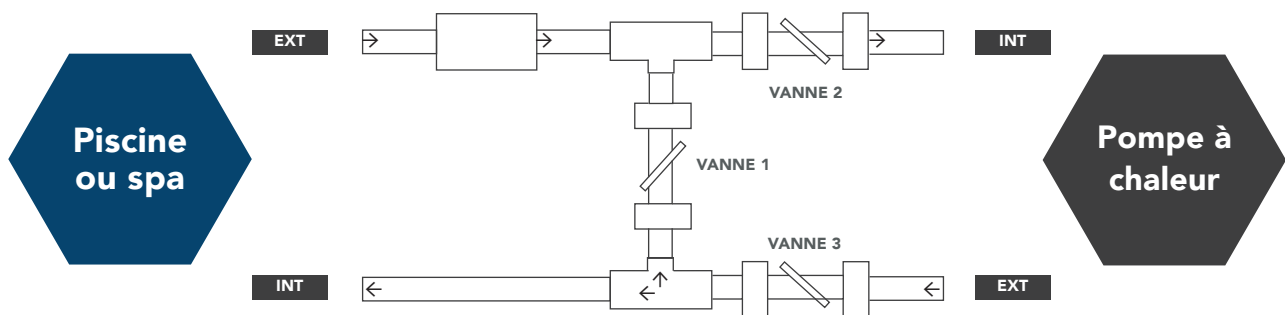 EXT
INT
VANNE 2
Piscine
ou spa
VANNE 1
Pompe à
chaleur
VANNE 3
INT
EXT